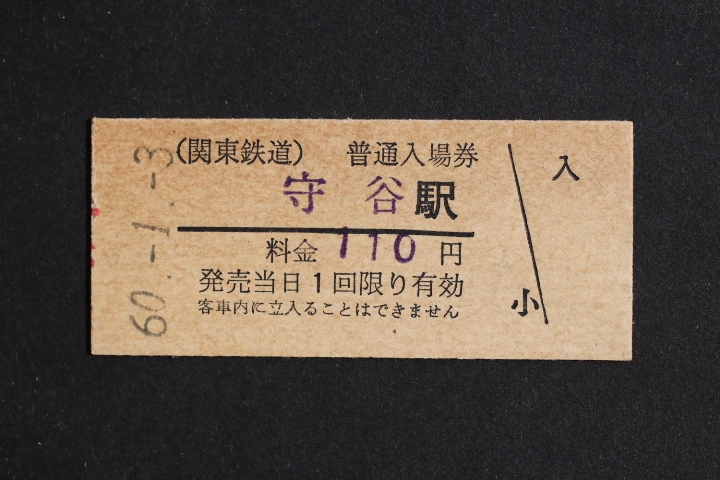 60.-1.-3
(関東鉄道) 普通入場券
守谷駅
料金 110 円
発売当日1回限り有効
客車内に立入ることはできません
入
小